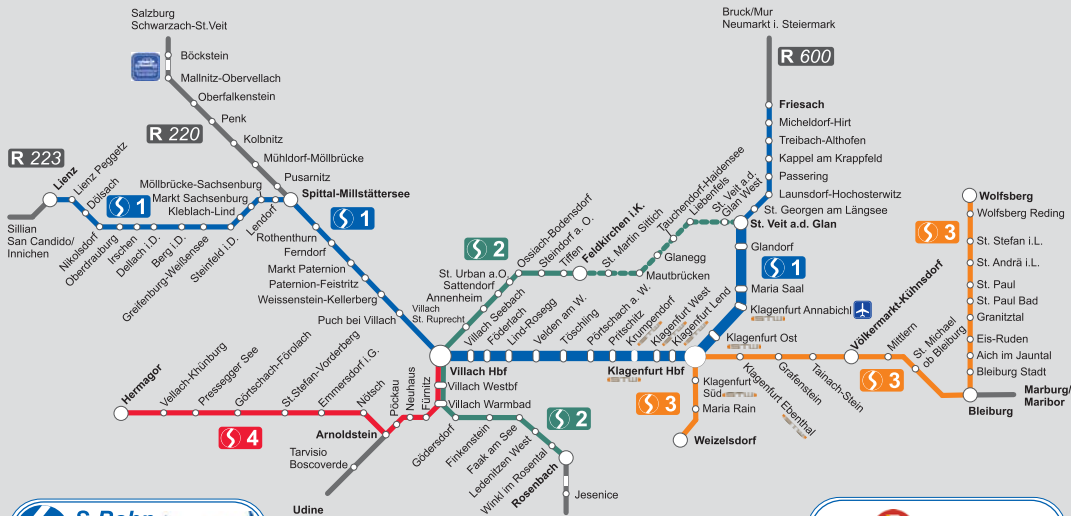 Salzburg
Schwarzach-St.Veit
Böckstein
Mallnitz-Obervellach
Oberfalkenstein
Penk
R 220
Kolbnitz
Mühldorf-Möllbrücke
Pusarnitz
Spittal-Millstättersee
R 223
Lienz
Lienz Peggetz
Dölsach
S 1
Sillian
San Candido/
Innichen
Nikolsdorf
Oberdrauburg
Irschen
Dellach i.D.
Berg i.D.
Greifenburg-Weißensee
Steinfeld i.D.
Kleblach-Lind
Markt Sachsenburg
Möllbrücke-Sachsenburg
Lendorf
S 1
Rothenturn
Ferndorf
Markt Paternion
Paternion-Feistritz
Weissenstein-Kellerberg
Puch bei Villach
Villach Hbf
Villach Westbf
Villach Warmbad
S 2
Villach
St. Ruprecht
Annenheim
Sattendorf
St. Urban a.O.
Ossiach-Bodensdorf
Steindorf a. O.
Tiffen
Feldkirchen i.K.
St. Martin Sittich
Mautbrücken
Glanegg
Tauchendorf-Haidensee
Liebenfels
St. Veit a.d.
Glan West
Bruck/Mur
Neumarkt i. Steiermark
R 600
Friesach
Micheldorf-Hirt
Treibach-Althofen
Kappel am Krappfeld
Passering
Launsdorf-Hochosterwitz
St. Georgen am Längsee
St. Veit a.d. Glan
Glandorf
S 1
Maria Saal
Klagenfurt Annabichl
Villach Seebach
Föderlach
Lind-Rosegg
Velden am W.
Töschling
Pörtschach a. W.
Pritschitz
Krumpendorf
Klagenfurt West
Klagenfurt Lend
Klagenfurt Hbf
Klagenfurt Ost
Klagenfurt Ebenthal
Grafenstein
Tainach-Stein
Völkermarkt-Kühnsdorf
Mittlern
St. Michael
ob Bleiburg
S 3
Bleiburg
Marburg/
Maribor
Wolfsberg
Wolfsberg Reding
S 3
St. Stefan i.L.
St. Andrä i.L.
St. Paul
St. Paul Bad
Granitztal
Eis-Ruden
Aich im Jauntal
Bleiburg Stadt
S 3
Klagenfurt
Süd
Maria Rain
Weizelsdorf
Hermagor
Vellach-Khünburg
Pressegger See
Görtschach-Förolach
St.Stefan-Vorderberg
Emmersdorf i.G.
Nötsch
S 4
Arnoldstein
Pöckau
Neuhaus
Fürnitz
Tarvisio
Boscoverde
Udine
S 2
Gödersdorf
Finkenstein
Faak am See
Ledenitzen West
Winkl im Rosental
Rosenbach
Jesenice